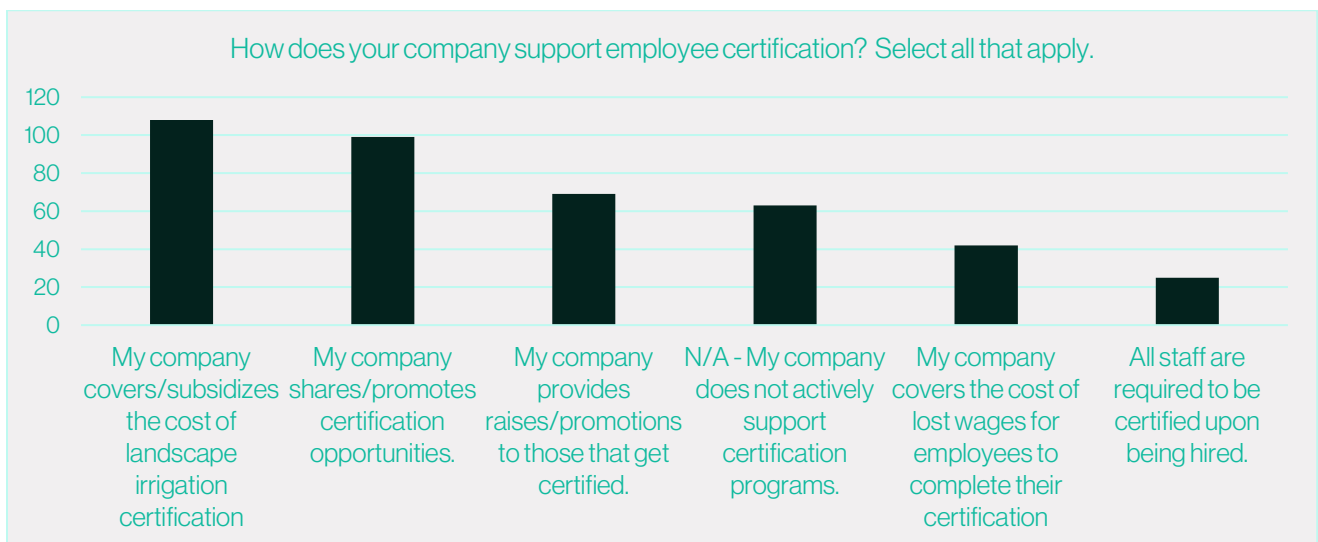 How does your company support employee certification? Select all that apply.
120
100
80
60
40
20
0
My company
covers/subsidizes
the cost of
landscape
irrigation
certification
My company
shares/promotes
certification
opportunities.
My company
provides
raises/promotions
to those that get
certified.
N/A - My company
does not actively
support
certification
programs.
My company
covers the cost of
lost wages for
employees to
complete their
certification
All staff are
required to be
certified upon
being hired.